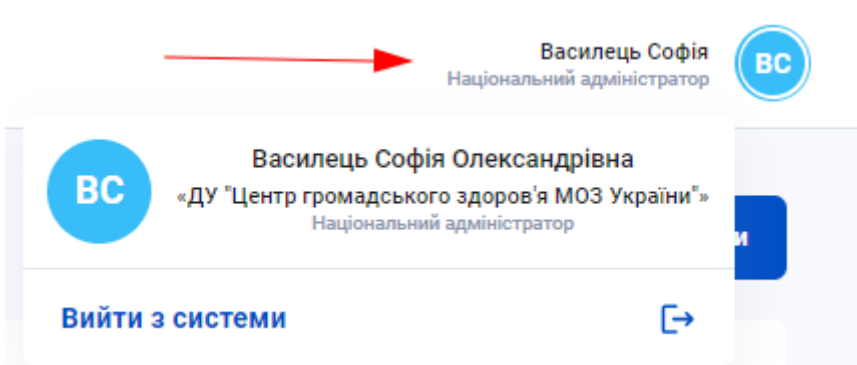 Василець Софія
Національний адміністратор
ВС
ВС
Василець Софія Олександрівна
«ДУ "Центр громадського здоров'я МОЗ України"»
Національний адміністратор
и
Вийти з системи